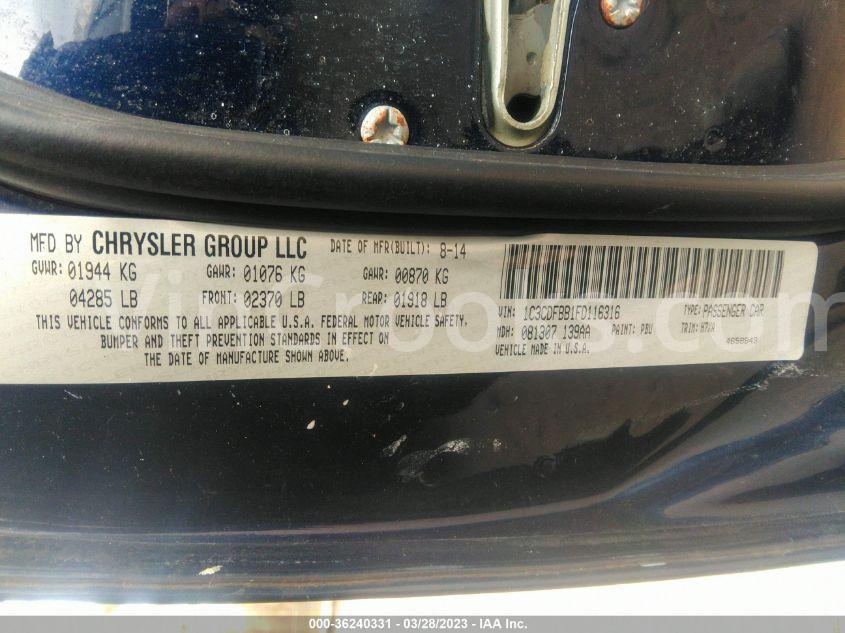 MFD BY CHRYSLER GROUP LLC DATE OF MFR(BUILT): 8-14
GVWR: 01944 KG GAWR: 01076 KG GAWR: 00870 KG
04285 LB FRONT: 02370 LB REAR: 01918 LB
THIS VEHICLE CONFORMS TO ALL APPLICABLE U.S.A. FEDERAL MOTOR VEHICLE SAFETY,
BUMPER AND THEFT PREVENTION STANDARDS IN EFFECT ON
THE DATE OF MANUFACTURE SHOWN ABOVE.
VIN: 1C3CDFBB1FD116316 TYPE: PASSENGER CAR
MDH: 081307 139AA PAINT: PBU TRIM:
VEHICLE MADE IN U.S.A.
000-36240331 - 03/28/2023 - IAA Inc.